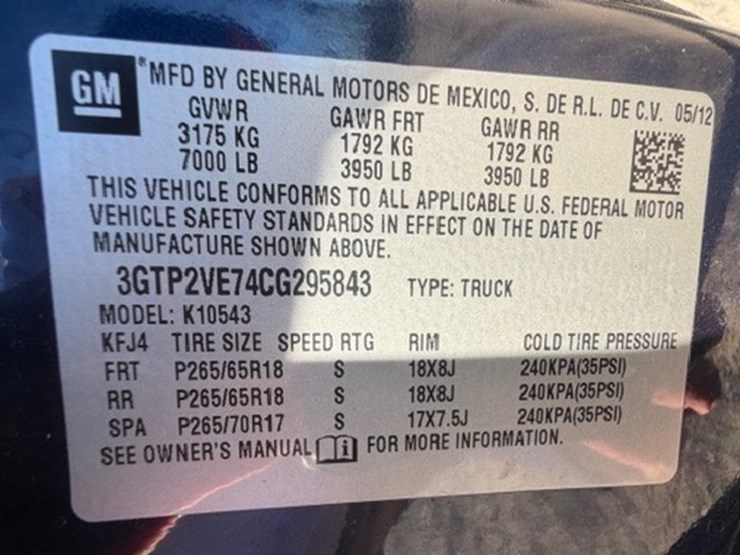 GM
*MFD BY GENERAL MOTORS DE MEXICO, S. DE R.L. DE C.V. 05/12
GVWR GAWR FRT GAWR RR
3175 KG 1792 KG 1792 KG
7000 LB 3950 LB 3950 LB
THIS VEHICLE CONFORMS TO ALL APPLICABLE U.S. FEDERAL MOTOR
VEHICLE SAFETY STANDARDS IN EFFECT ON THE DATE OF
MANUFACTURE SHOWN ABOVE.
3GTP2VE74CG295843 TYPE: TRUCK
MODEL: K10543
KFJ4 TIRE SIZE SPEED RTG RIM COLD TIRE PRESSURE
FRT P265/65R18 S 18X8J 240KPA(35PSI)
RR P265/65R18 S 18X8J 240KPA(35PSI)
SPA P265/70R17 S 17X7.5J 240KPA(35PSI)
SEE OWNER'S MANUAL i FOR MORE INFORMATION.